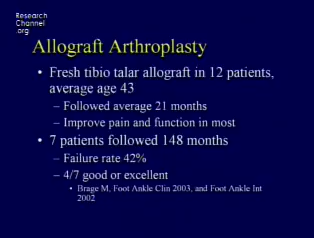 Research
Channel
.org
Allograft Arthroplasty
• Fresh tibio talar allograft in 12 patients,
average age 43
– Followed average 21 months
– Improve pain and function in most
• 7 patients followed 148 months
– Failure rate 42%
– 4/7 good or excellent
• Brage M, Foot Ankle Clin 2003, and Foot Ankle Int
2002